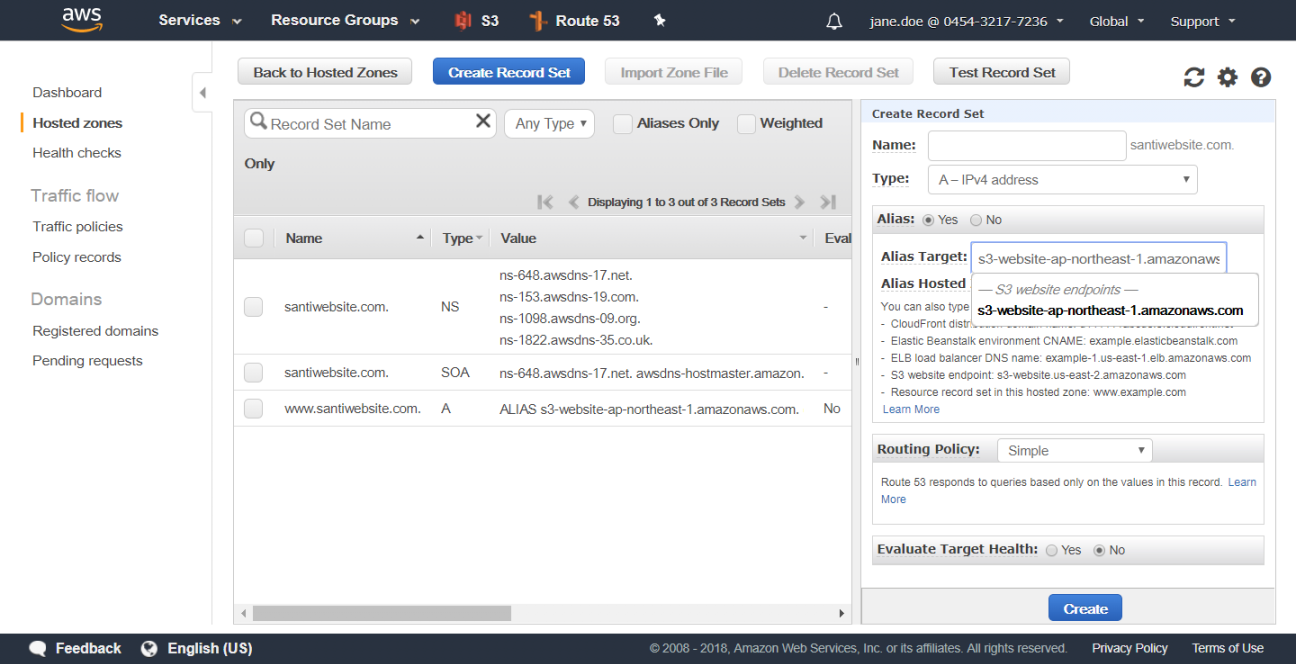 aws Services Resource Groups S3 Route 53 jane.doe @ 0454-3217-7236 Global Support
Dashboard
Hosted zones
Health checks
Traffic flow
Traffic policies
Policy records
Domains
Registered domains
Pending requests
Back to Hosted Zones Create Record Set Import Zone File Delete Record Set Test Record Set
Record Set Name Any Type Aliases Only Weighted
Only
Displaying 1 to 3 out of 3 Record Sets
Name Type Value Eval
santiwebsite. NS
ns-648.awsdns-17.net.
ns-153.awsdns-19.com.
ns-1098.awsdns-09.org.
ns-1822.awsdns-35.co.uk.
-
santiwebsite.com. SOA ns-648.awsdns-17.net. awsdns-hostmaster.amazon. -
www.santiwebsite.com. A ALIAS s3-website-ap-northeast-1.amazonaws.com. No
Create Record Set
Name: santiwebsite.com.
Type: A – IPv4 address
Alias: Yes No
Alias Target: s3-website-ap-northeast-1.amazonaws
Alias Hosted
— S3 website endpoints —
s3-website-ap-northeast-1.amazonaws.com
You can also type
- CloudFront
- Elastic Beanstalk environment CNAME: example.elasticbeanstalk.com
- ELB load balancer DNS name: example-1.us-east-1.elb.amazonaws.com
- S3 website endpoint: s3-website.us-east-2.amazonaws.com
- Resource record set in this hosted zone: www.example.com
Learn More
Routing Policy: Simple
Route 53 responds to queries based only on the values in this record. Learn
More
Evaluate Target Health: Yes No
Create
Feedback English (US) © 2008 - 2018, Amazon Web Services, Inc. or its affiliates. All rights reserved. Privacy Policy Terms of Use